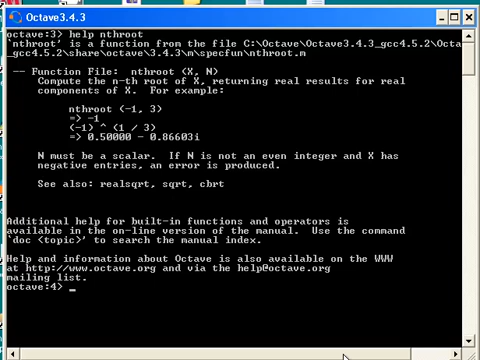 Octave3.4.3
octave:3> help nthroot
`nthroot' is a function from the file C:\Octave\Octave3.4.3_gcc4.5.2\Octa
_gcc4.5.2\share\octave\3.4.3\m\specfun\nthroot.m
-- Function File:  nthroot (X, N)
Compute the n-th root of X, returning real results for real
components of X.  For example:
nthroot (-1, 3)
=> -1
(-1) ^ (1 / 3)
=> 0.50000 - 0.86603i
N must be a scalar.  If N is not an even integer and X has
negative entries, an error is produced.
See also: realsqrt, sqrt, cbrt
Additional help for built-in functions and operators is
available in the on-line version of the manual.  Use the command
`doc <topic>' to search the manual index.
Help and information about Octave is also available on the WWW
at http://www.octave.org and via the help@octave.org
mailing list.
octave:4> _